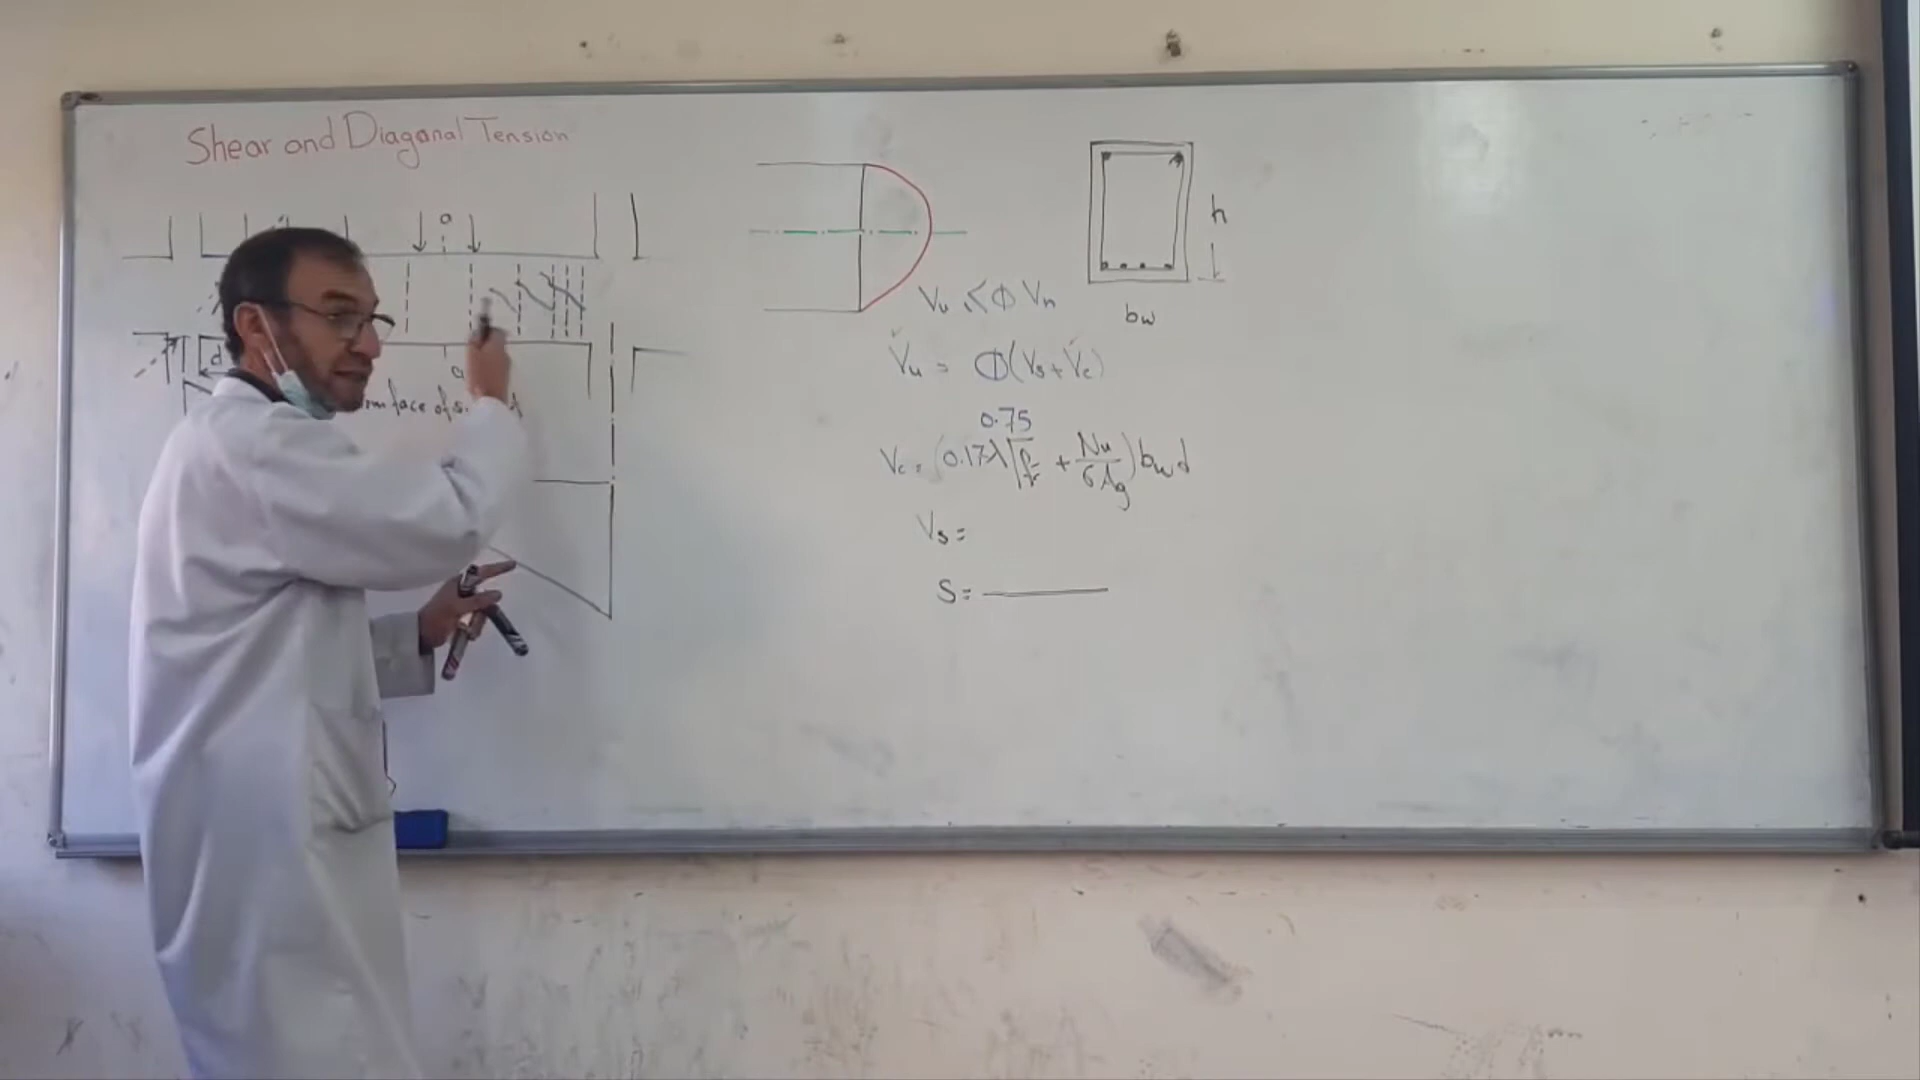 Shear and Diagonal Tension
a
d
a
face of
h
bw
Vu ≤ Φ Vn
Vu = Φ(Vs + Vc)
0.75
Vc = (0.17λ√fc' + Nu/6Ag) bw d
Vs =
S =